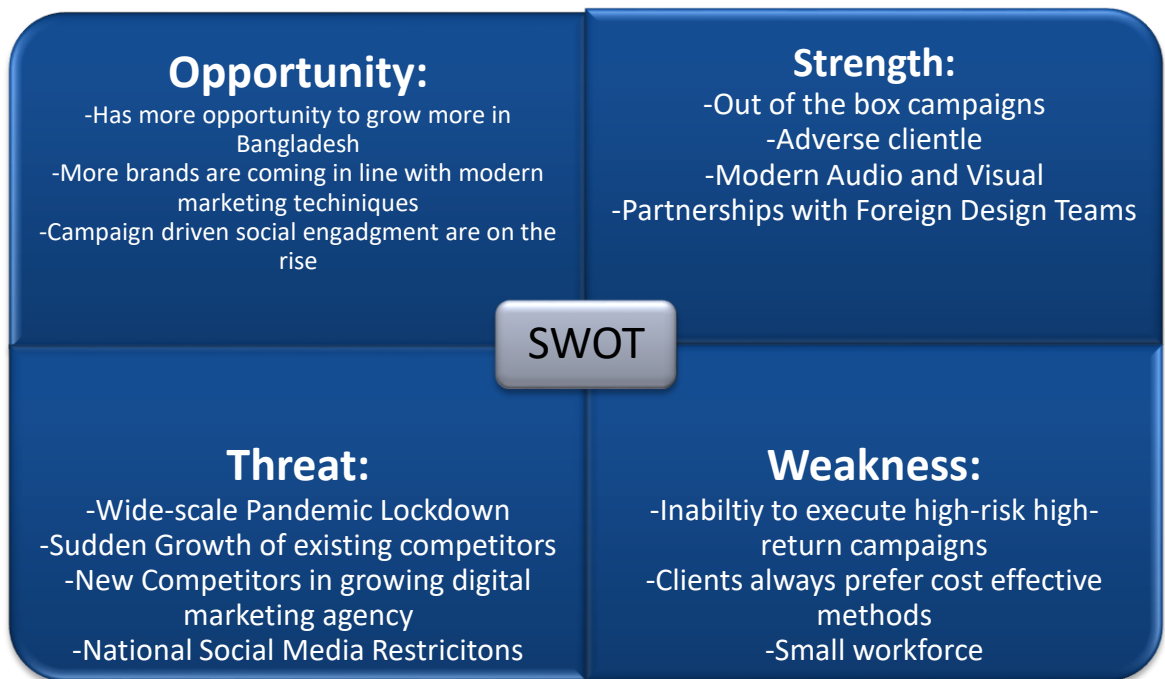 Opportunity:
-Has more opportunity to grow more in
Bangladesh
-More brands are coming in line with modern
marketing techiniques
-Campaign driven social engadgment are on the
rise
Strength:
-Out of the box campaigns
-Adverse clientle
-Modern Audio and Visual
-Partnerships with Foreign Design Teams
SWOT
Threat:
-Wide-scale Pandemic Lockdown
-Sudden Growth of existing competitors
-New Competitors in growing digital
marketing agency
-National Social Media Restricitons
Weakness:
-Inabiltiy to execute high-risk high-
return campaigns
-Clients always prefer cost effective
methods
-Small workforce